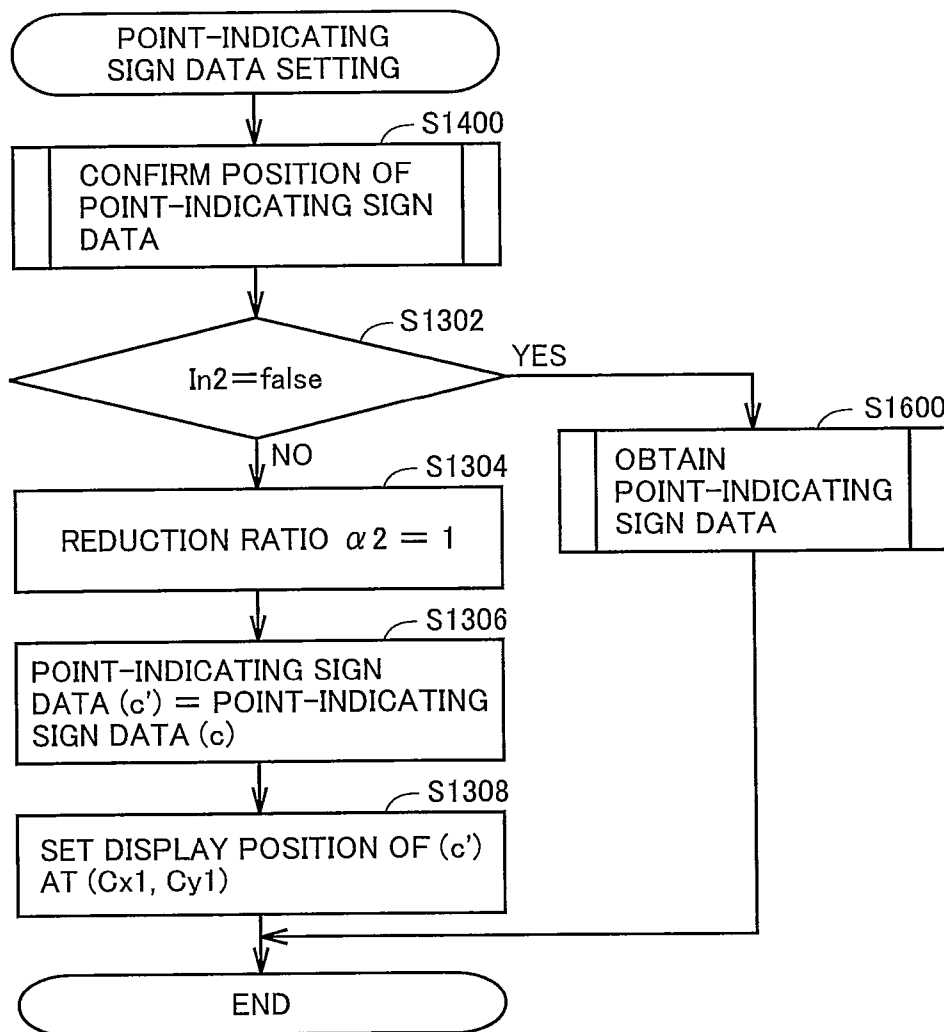 POINT-INDICATING
SIGN DATA SETTING
S1400
CONFIRM POSITION OF
POINT-INDICATING SIGN
DATA
S1302
In2=false
YES
NO
S1600
OBTAIN
POINT-INDICATING
SIGN DATA
S1304
REDUCTION RATIO α2 = 1
S1306
POINT-INDICATING SIGN
DATA (c') = POINT-INDICATING
SIGN DATA (c)
S1308
SET DISPLAY POSITION OF (c')
AT (Cx1, Cy1)
END